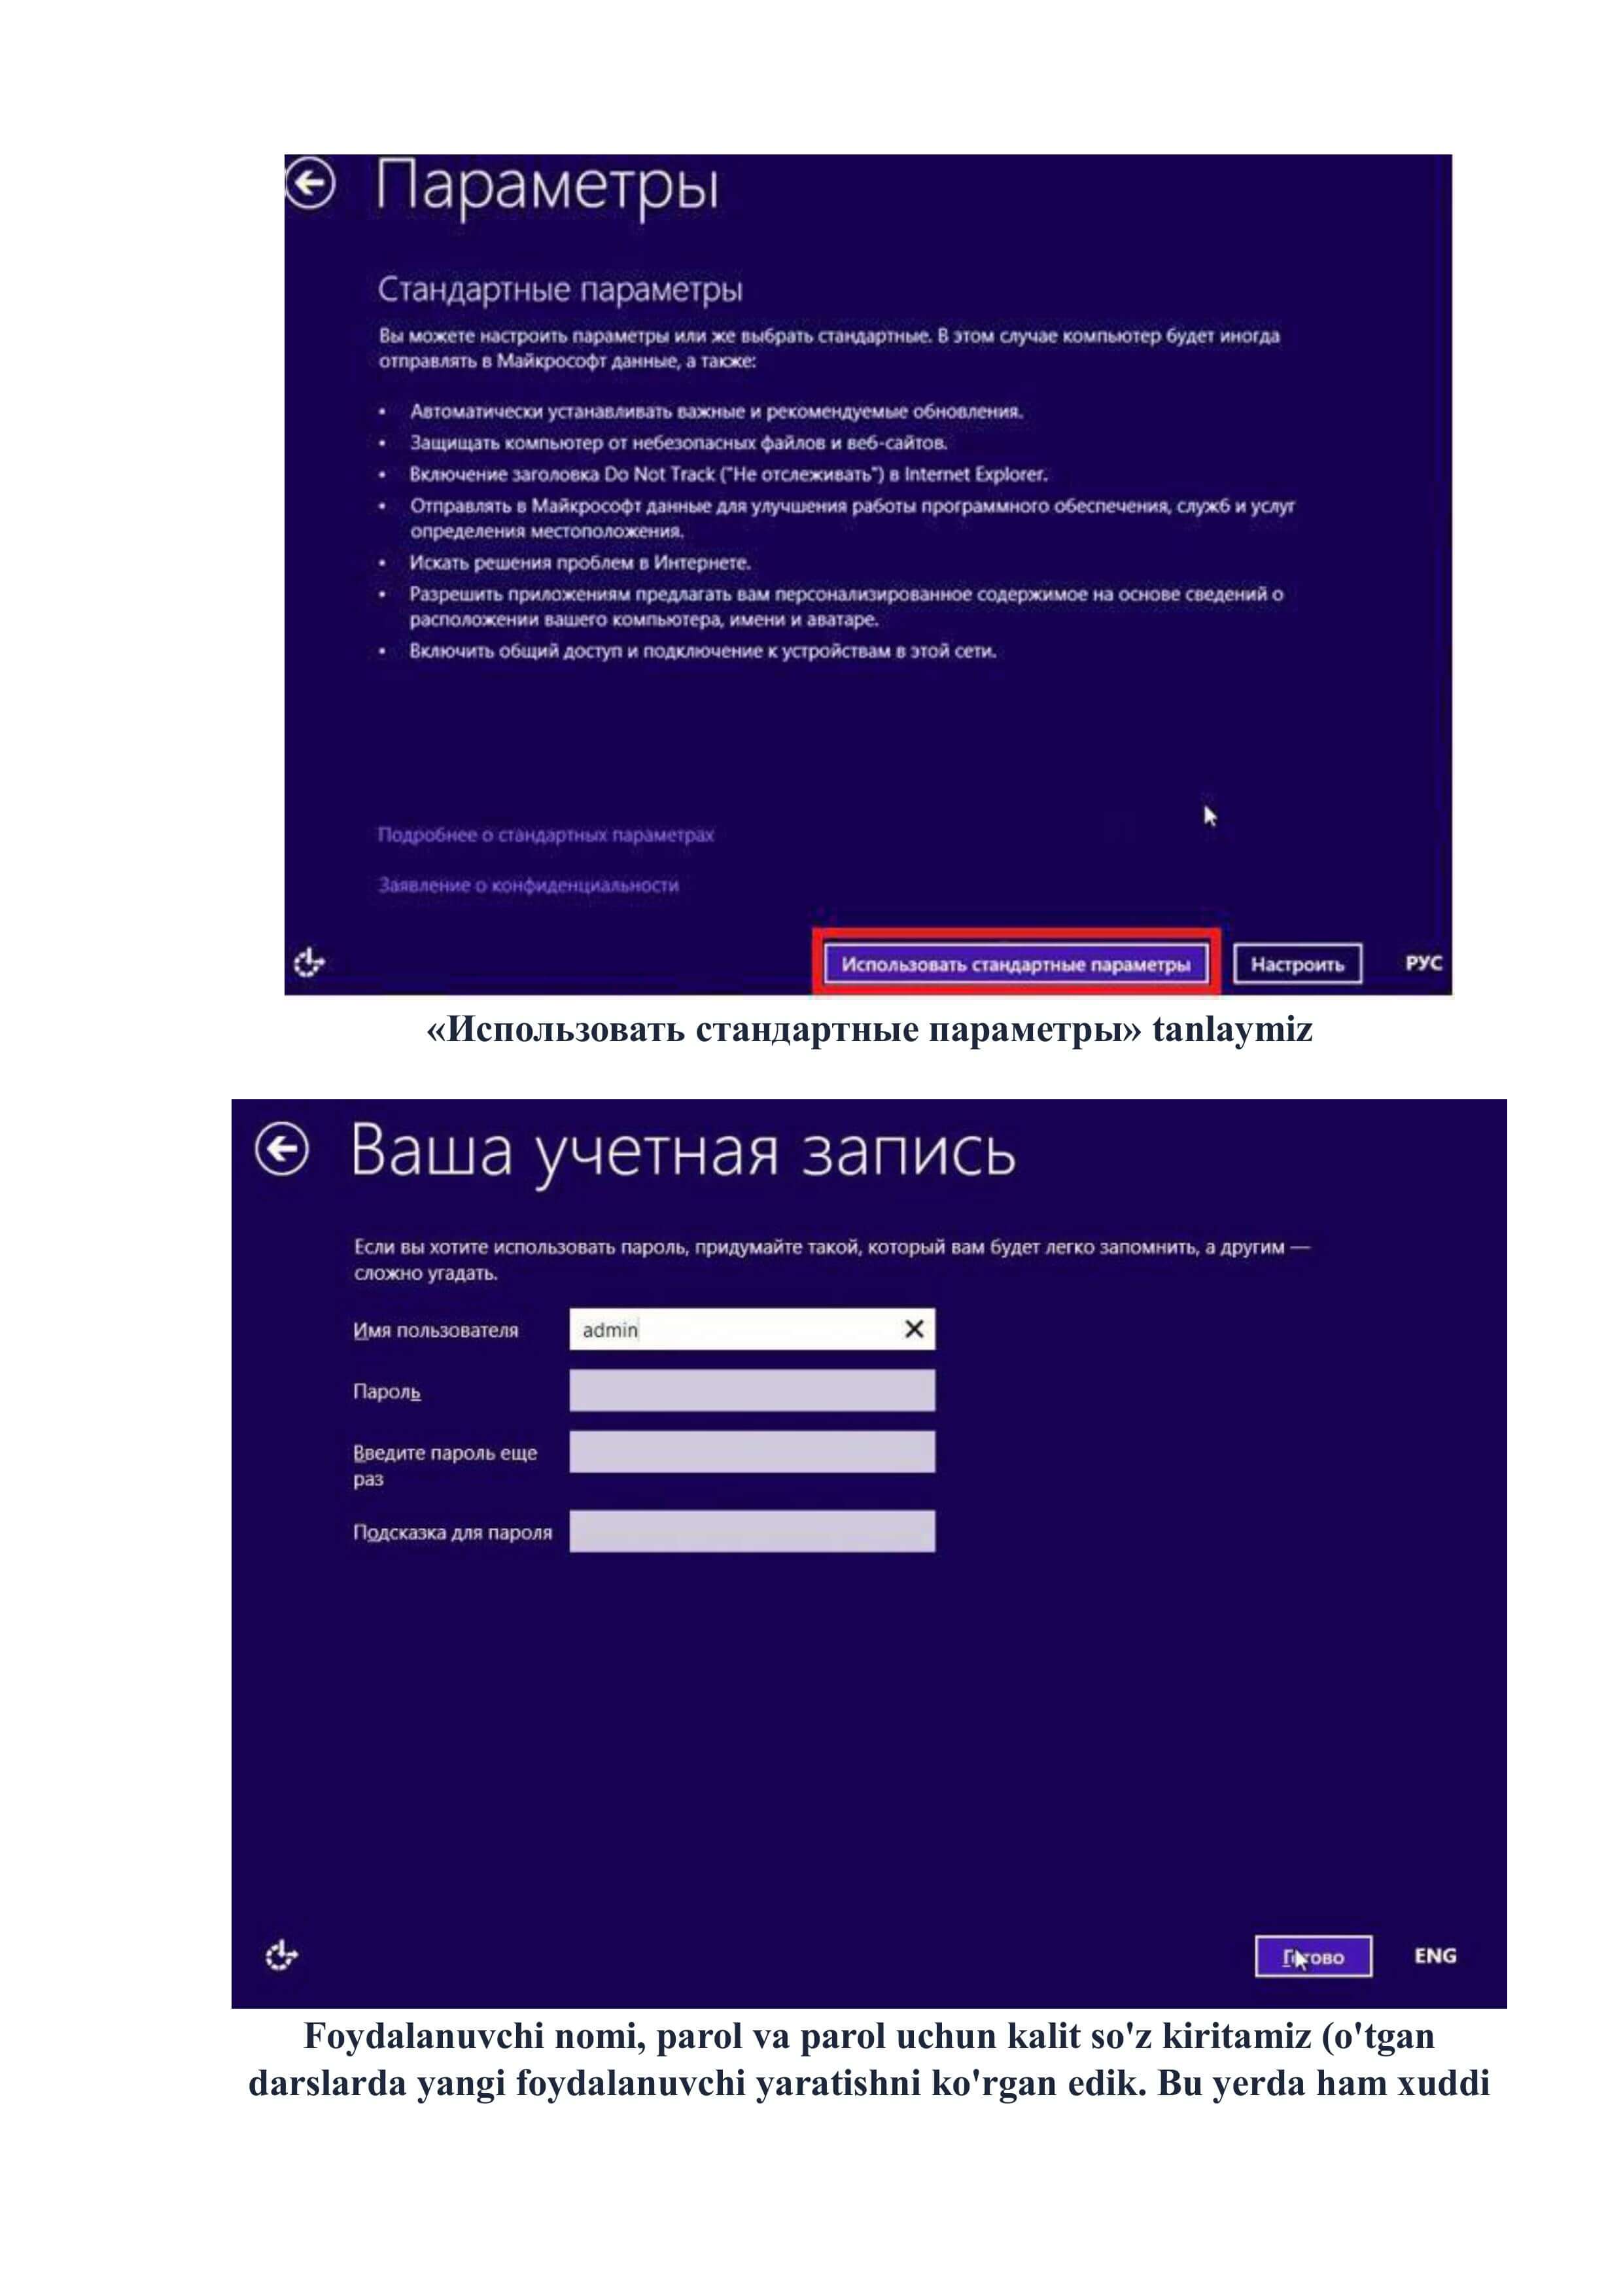 Параметры
Стандартные параметры
Вы можете настроить параметры или же выбрать стандартные. В этом случае компьютер будет иногда
отправлять в Майкрософт данные, а также:
• Автоматически устанавливать важные и рекомендуемые обновления.
• Защищать компьютер от небезопасных файлов и веб-сайтов.
• Включение заголовка Do Not Track ("Не отслеживать") в Internet Explorer.
• Отправлять в Майкрософт данные для улучшения работы программного обеспечения, служб и услуг
определения местоположения.
• Искать решения проблем в Интернете.
• Разрешить приложениям предлагать вам персонализированное содержимое на основе сведений о
расположении вашего компьютера, имени и аватаре.
• Включить общий доступ и подключение к устройствам в этой сети.
Подробнее о стандартных параметрах
Заявление о конфиденциальности
Использовать стандартные параметры Настроить РУС
«Использовать стандартные параметры» tanlaymiz
Ваша учетная запись
Если вы хотите использовать пароль, придумайте такой, который вам будет легко запомнить, а другим —
сложно угадать.
Имя пользователя admin
Пароль
Введите пароль еще
раз
Подсказка для пароля
Готово ENG
Foydalanuvchi nomi, parol va parol uchun kalit so'z kiritamiz (o'tgan
darslarda yangi foydalanuvchi yaratishni ko'rgan edik. Bu yerda ham xuddi